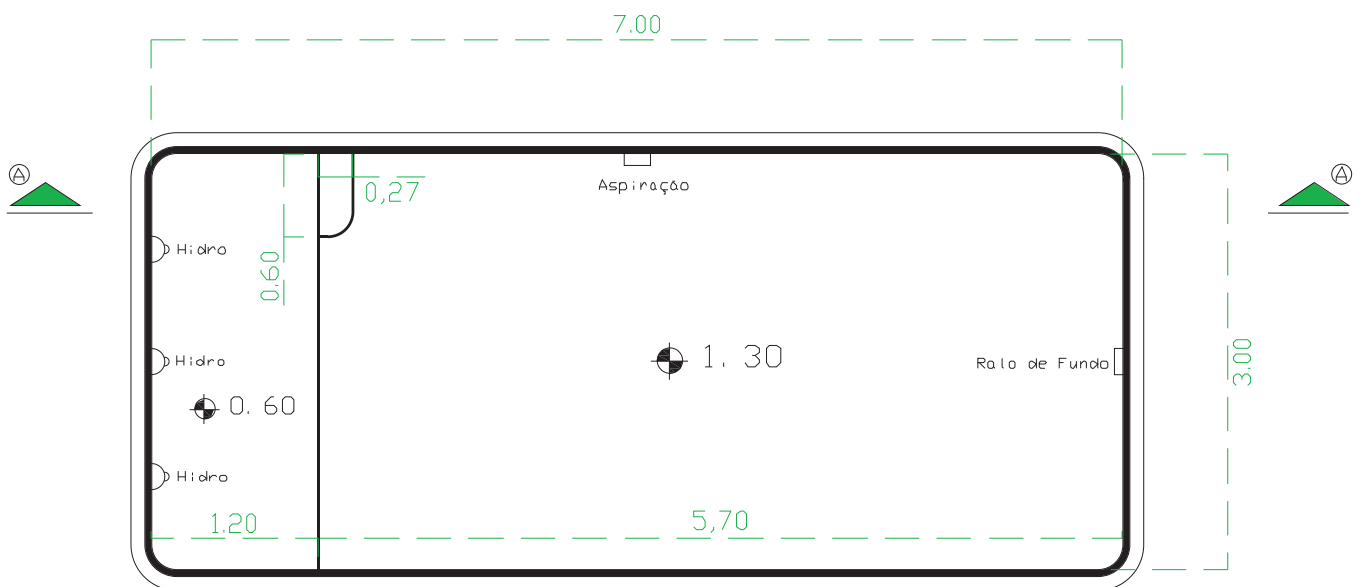 7.00
A
A
0,27
Aspiração
Hidro
0.60
Hidro
1. 30
Ralo de Fundo
3.00
0. 60
Hidro
1.20
5,70